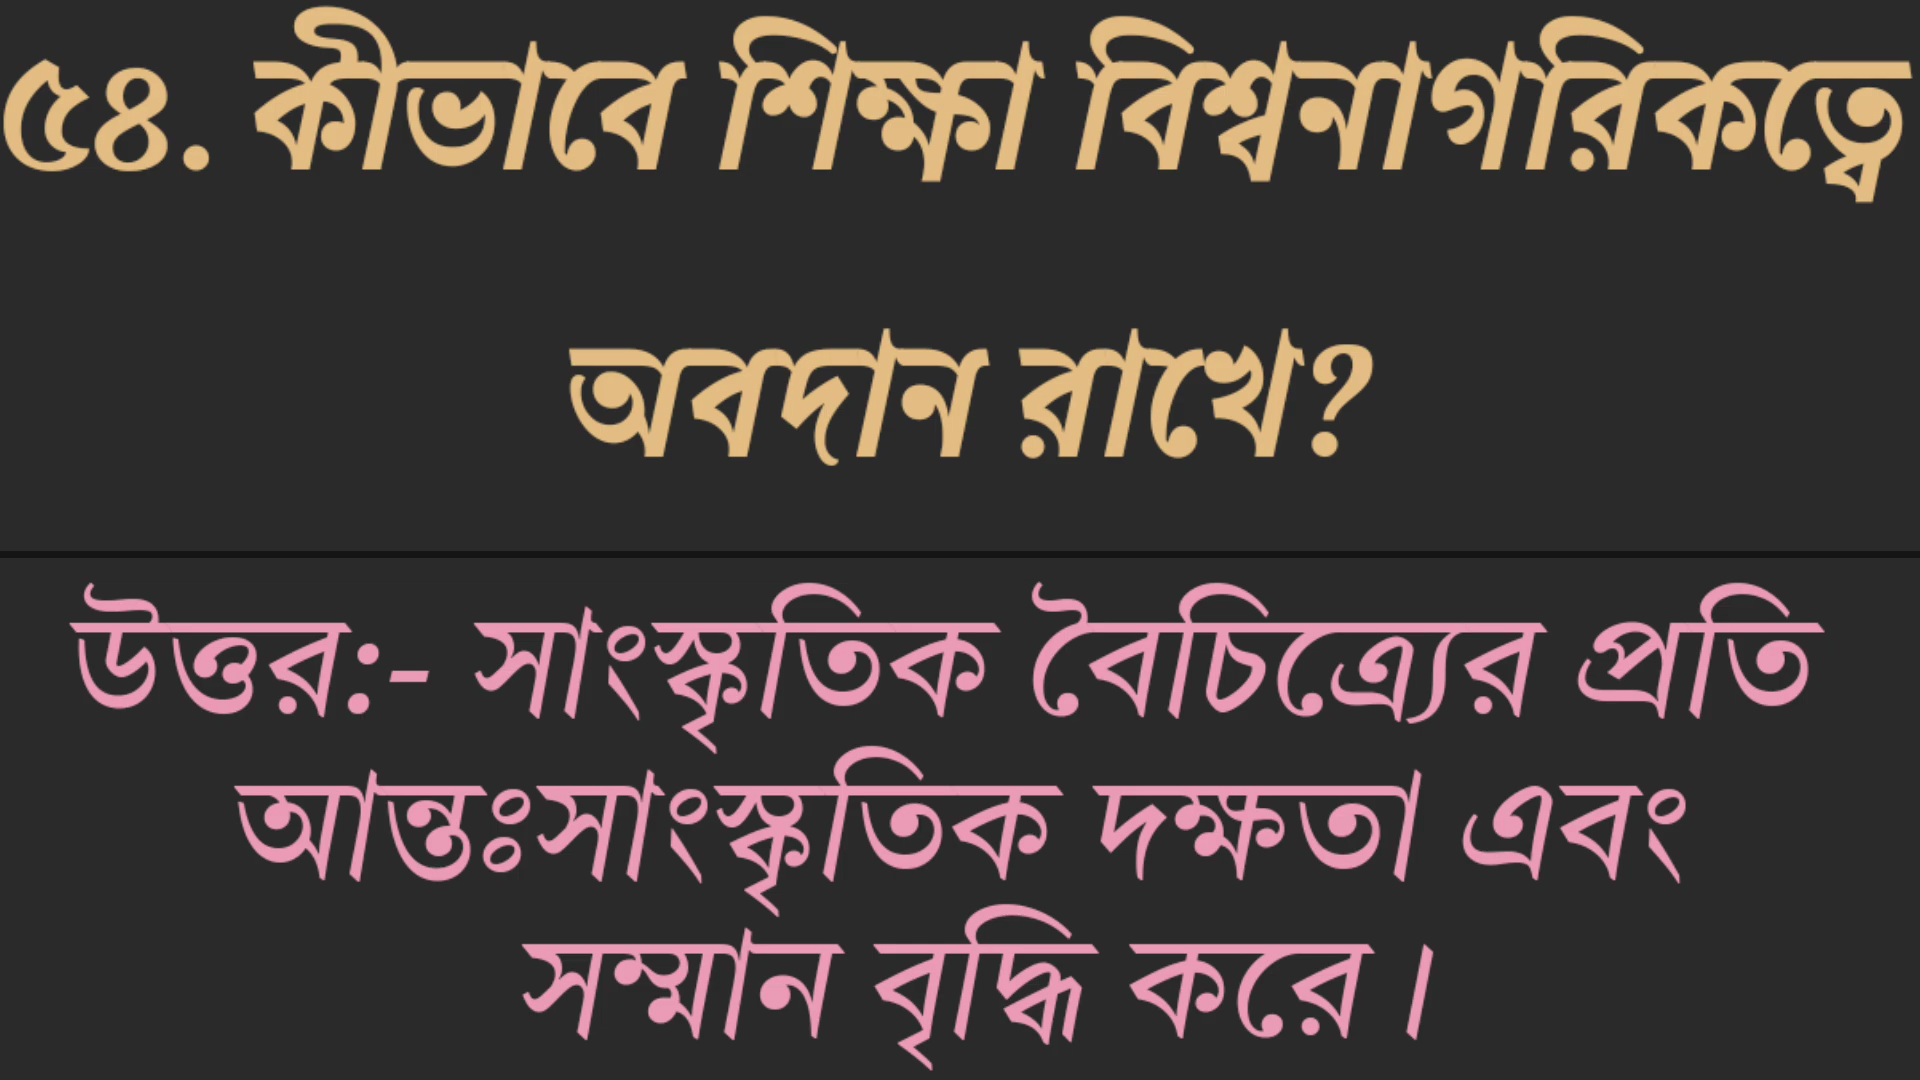 ৫৪. কীভাবে শিক্ষা বিশ্বনাগরিকত্বে
অবদান রাখে?
উত্তর:- সাংস্কৃতিক বৈচিত্র্যের প্রতি
আন্তঃসাংস্কৃতিক দক্ষতা এবং
সম্মান বৃদ্ধি করে।